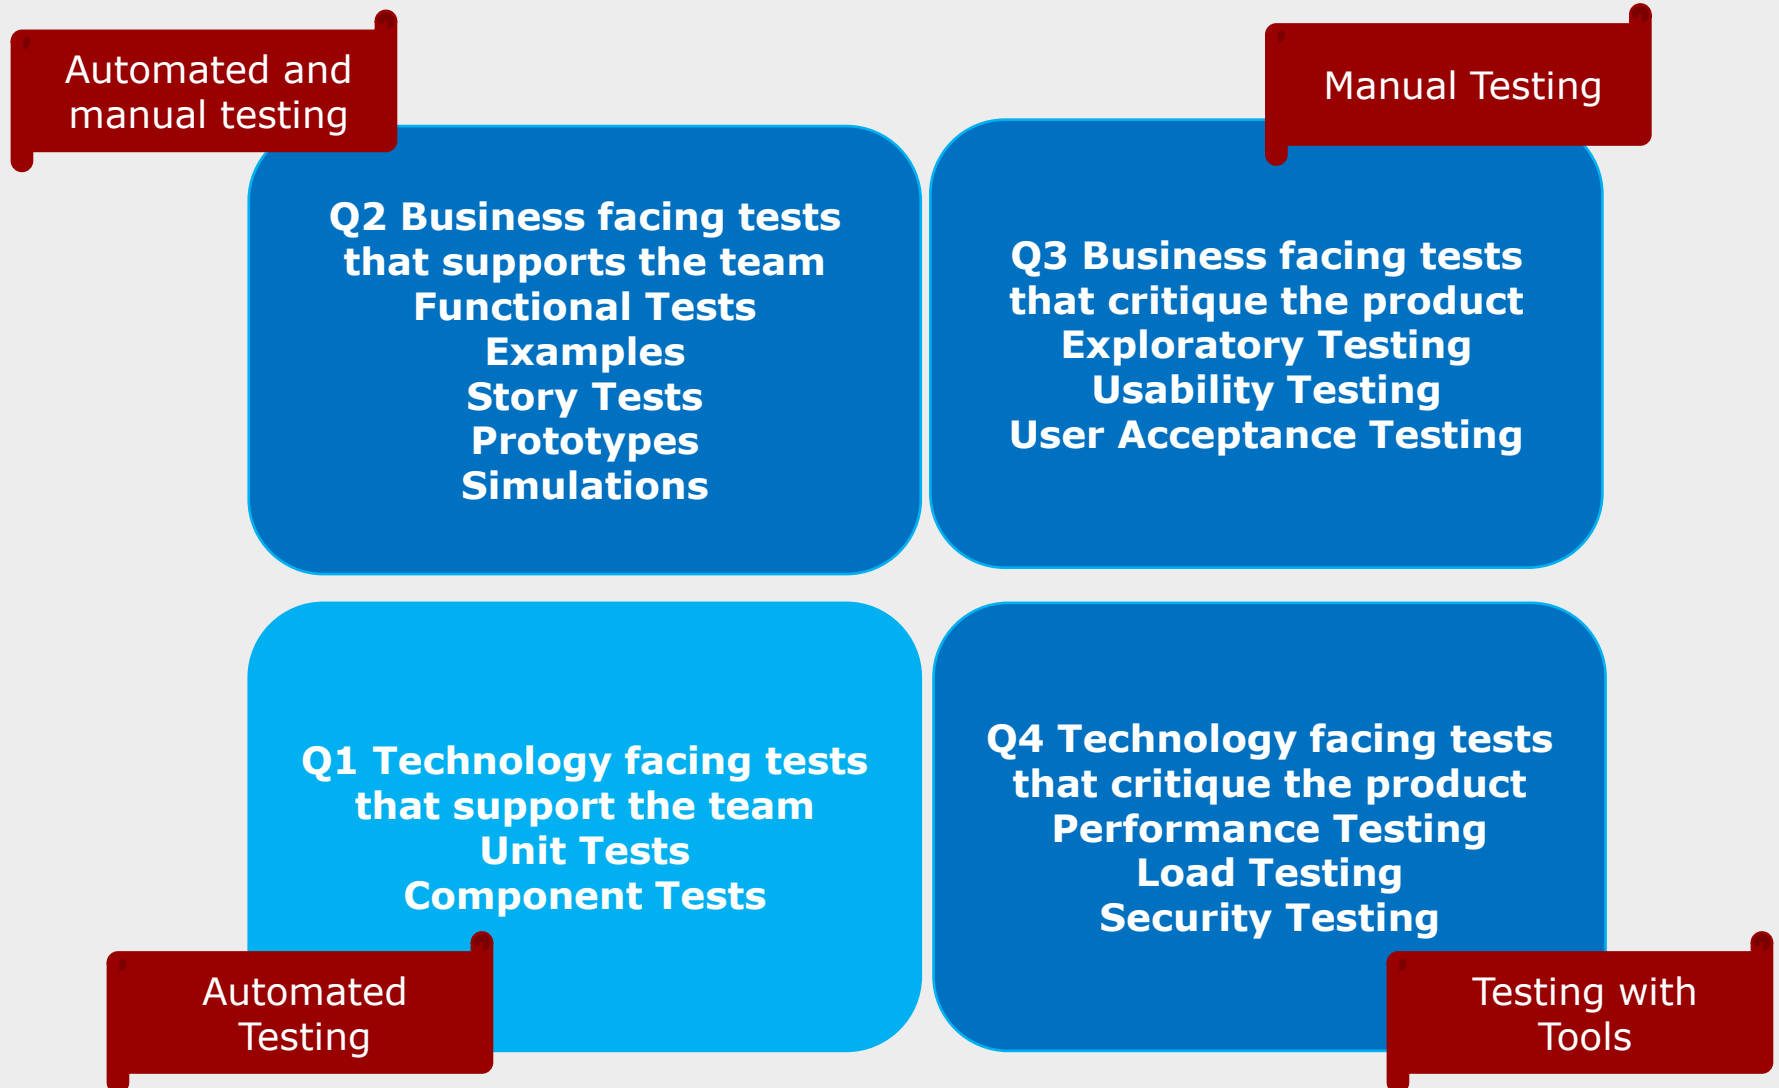 Automated and
manual testing
Manual Testing
Q2 Business facing tests
that supports the team
Functional Tests
Examples
Story Tests
Prototypes
Simulations
Q3 Business facing tests
that critique the product
Exploratory Testing
Usability Testing
User Acceptance Testing
Q1 Technology facing tests
that support the team
Unit Tests
Component Tests
Automated
Testing
Q4 Technology facing tests
that critique the product
Performance Testing
Load Testing
Security Testing
Testing with
Tools